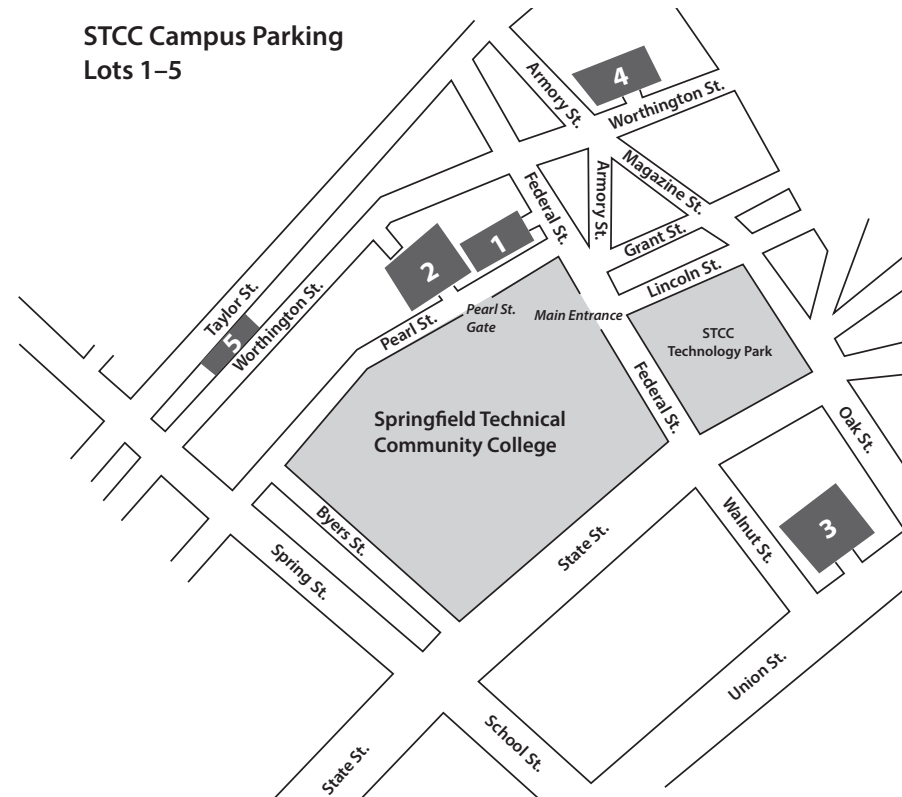 STCC Campus Parking
Lots 1–5
4
Armory St.
Worthington St.
Magazine St.
Federal St.
Armory St.
1
Grant St.
2
Lincoln St.
Taylor St.
Worthington St.
5
Pearl St.
Pearl St.
Gate
Main Entrance
STCC
Technology Park
Federal St.
Springfield Technical
Community College
Oak St.
Walnut St.
3
Byers St.
State St.
Spring St.
Union St.
School St.
State St.